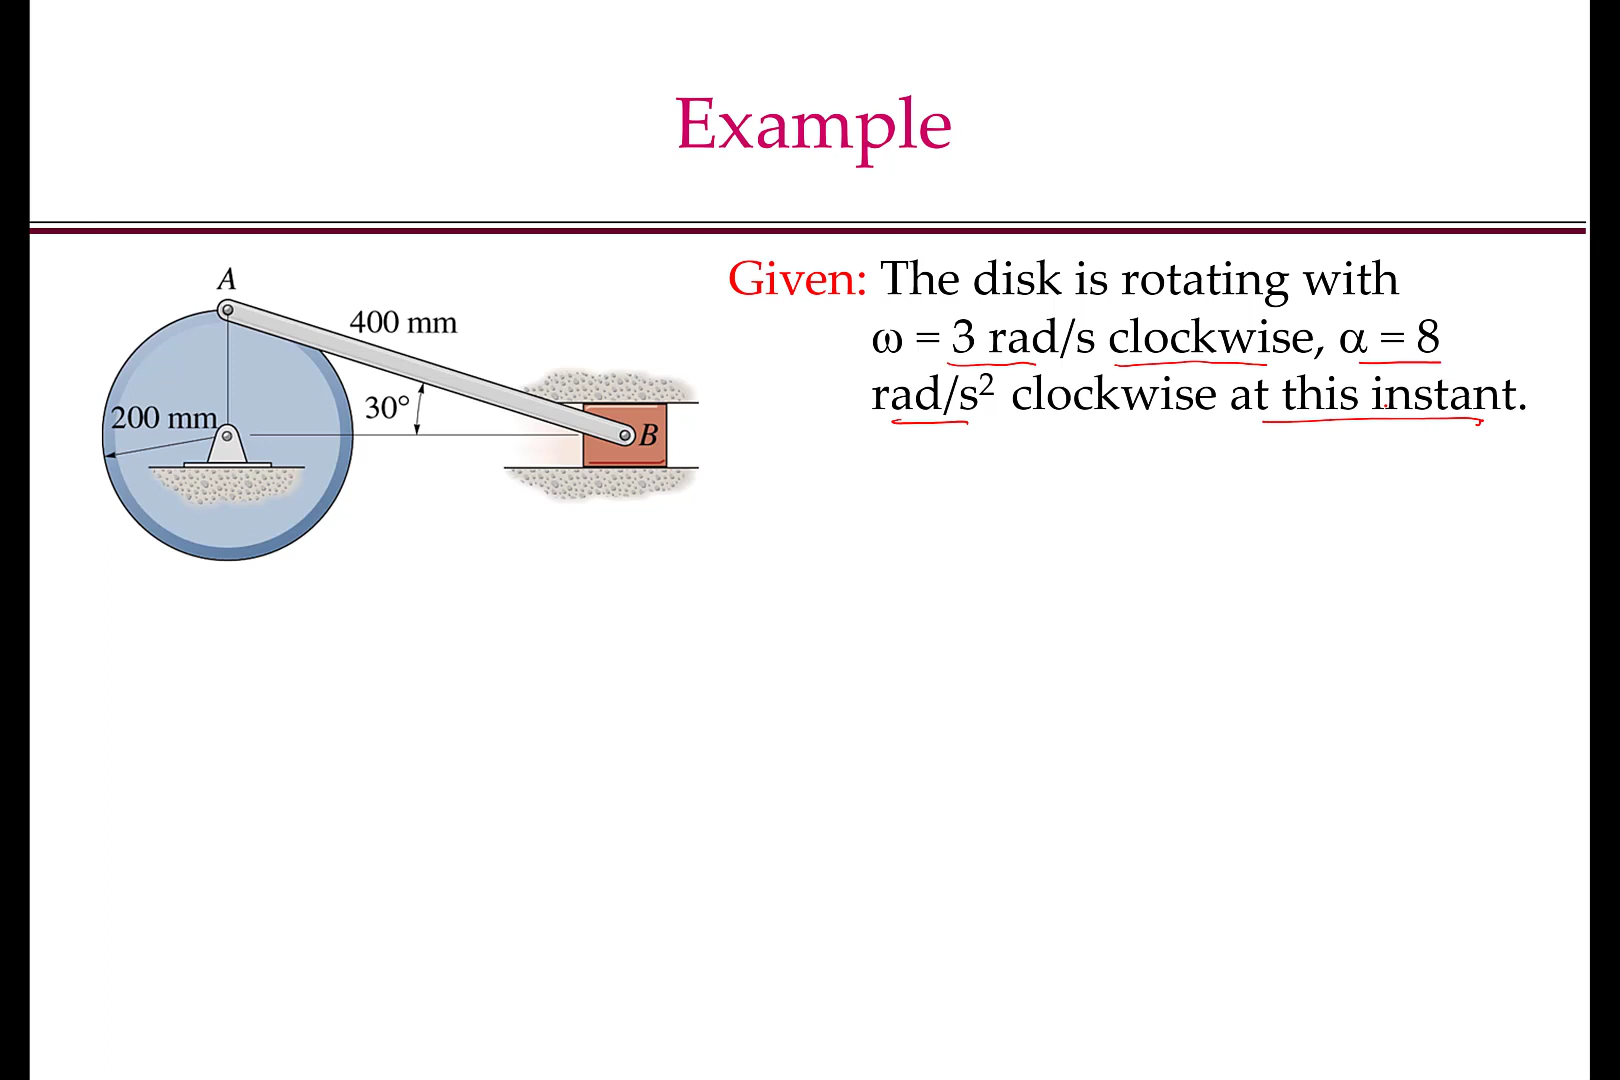 Example
Given: The disk is rotating with
ω = 3 rad/s clockwise, α = 8
rad/s² clockwise at this instant.
A
400 mm
30°
200 mm
B